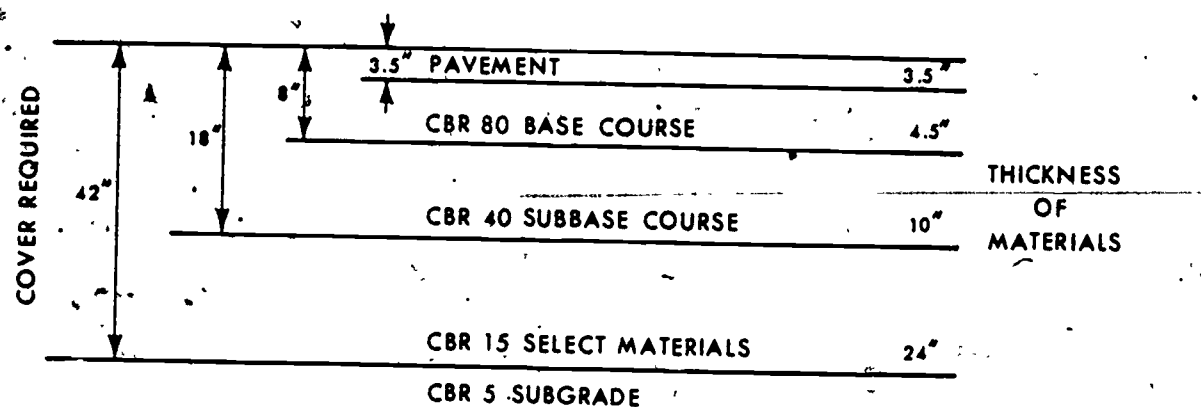 3.5" PAVEMENT 3.5"
8"
CBR 80 BASE COURSE 4.5"
18"
COVER REQUIRED
42"
THICKNESS
OF
MATERIALS
CBR 40 SUBBASE COURSE 10"
CBR 15 SELECT MATERIALS 24"
CBR 5 SUBGRADE